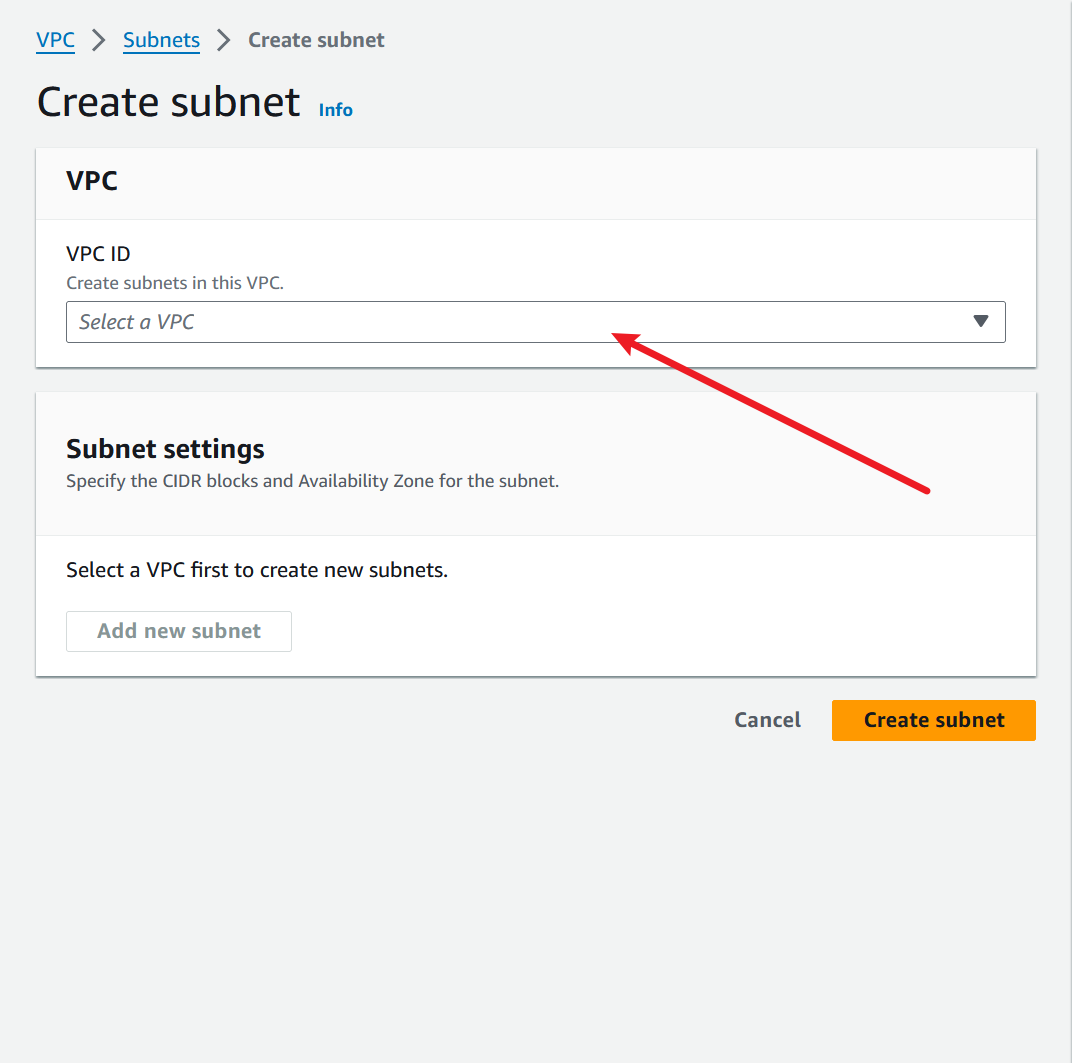 VPC > Subnets > Create subnet
Create subnet Info
VPC
VPC ID
Create subnets in this VPC.
Select a VPC
Subnet settings
Specify the CIDR blocks and Availability Zone for the subnet.
Select a VPC first to create new subnets.
Add new subnet
Cancel Create subnet